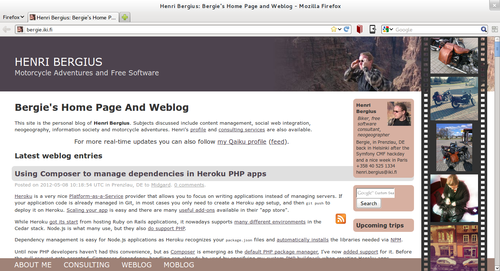 Henri Bergius: Bergie's Home Page and Weblog - Mozilla Firefox
Firefox
Henri Bergius: Bergie's Home P...
bergie.iki.fi
Google
HENRI BERGIUS
Motorcycle Adventures and Free Software
Bergie's Home Page And Weblog
This site is the personal blog of Henri Bergius. Subjects discussed include content management, social web integration,
neogeography, information society and motorcycle adventures. Henri's profile and consulting services are also available.
For more real-time updates you can also follow my Qaiku profile (feed).
Latest weblog entries
Using Composer to manage dependencies in Heroku PHP apps
Posted on 2012-05-08 10:16:54 UTC in Prenzlau, DE to Midgard 0 comments.
Heroku is a very nice Platform-as-a-Service provider that allows you to focus on writing applications instead of managing servers. If
your application code is already managed in Git, in most cases you only need to create a Heroku app setup, and then git push to
deploy it on Heroku. Scaling your app is easy and there are many useful add-ons available in their "app store".
While Heroku got its start from hosting Ruby on Rails applications, it nowadays supports many different environments in the
Cedar stack. Node.js is what many use, but they also do support PHP.
Dependency management is easy for Node.js applications as Heroku recognizes your package.json files and automatically installs the libraries needed via NPM.
Until now PHP developers haven't had this convenience, but as Composer is emerging as the default PHP package manager, I've now added support for it. Before
Henri
Bergius
Biker, free
software
consultant,
neogeographer
Bergie, in Prenzlau, DE
back in Helsinki after the
Symfony CMF hackday
and a nice week in Paris
+358 40 525 1334
henri.bergius@iki.fi
Google
Search
Upcoming trips
ABOUT ME CONSULTING WEBLOG MOBLOG